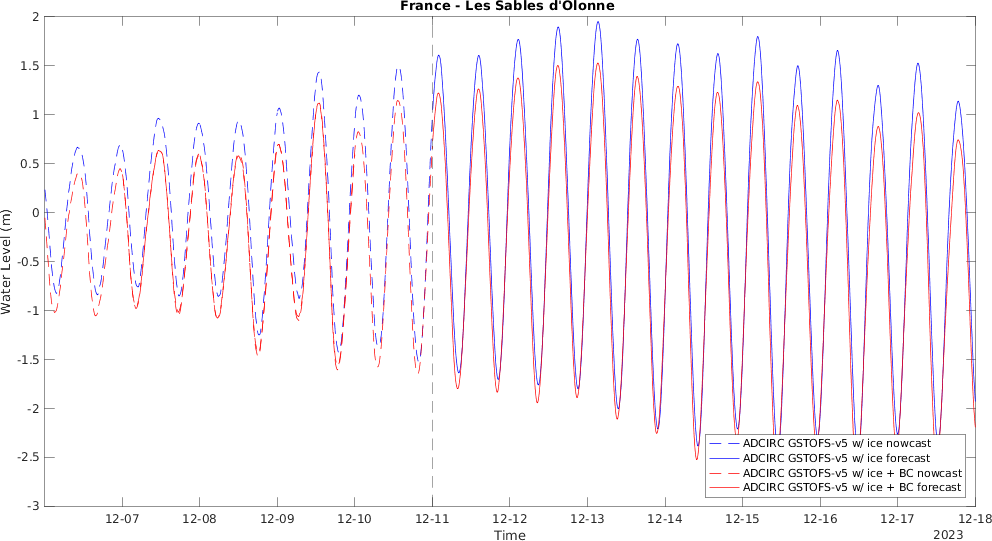 France - Les Sables d'Olonne
2
1.5
1
0.5
0
-0.5
-1
-1.5
-2
-2.5
-3
Water Level (m)
12-07 12-08 12-09 12-10 12-11 12-12 12-13 12-14 12-15 12-16 12-17 12-18
Time
2023
ADCIRC GSTOFS-v5 w/ ice nowcast
ADCIRC GSTOFS-v5 w/ ice forecast
ADCIRC GSTOFS-v5 w/ ice + BC nowcast
ADCIRC GSTOFS-v5 w/ ice + BC forecast